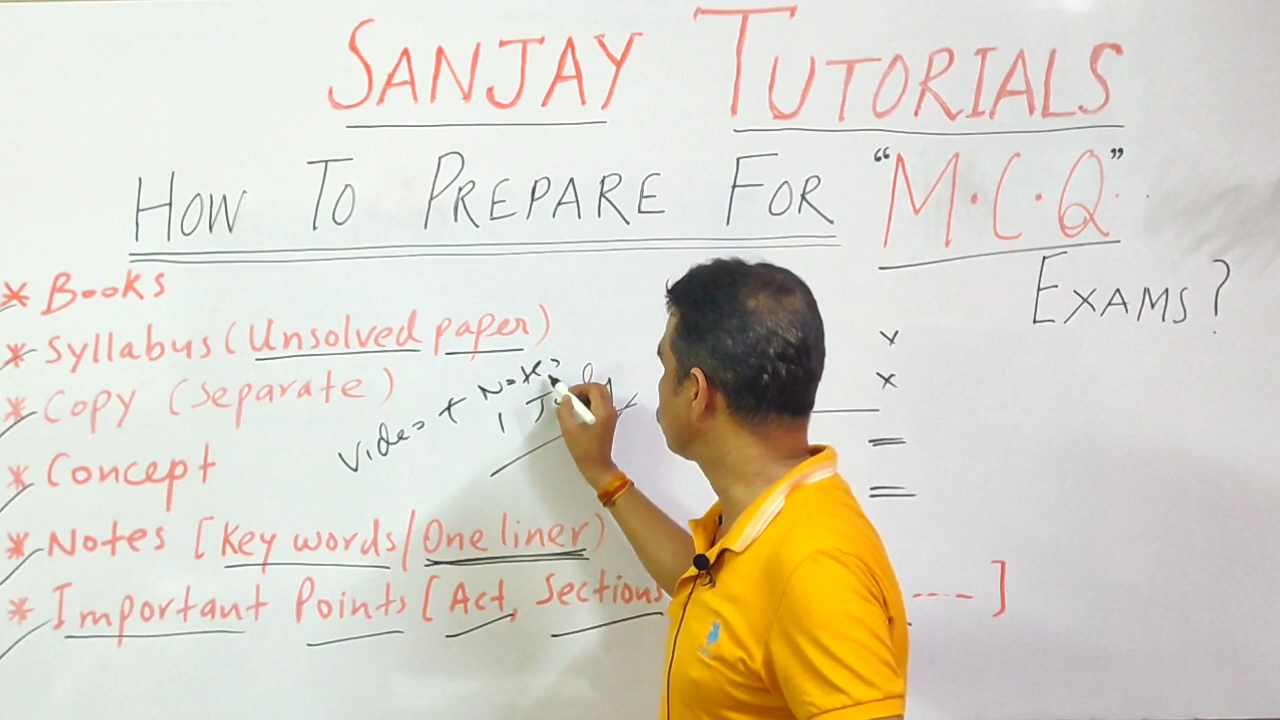 SANJAY TUTORIALS
HOW TO PREPARE FOR "M.C.Q"
EXAMS?
* Books
* Syllabus (Unsolved paper)
* Copy (Separate)
* Concept
Video +
1
* Notes [Key words/One liner)
* Important Points [Act, Sections ----]